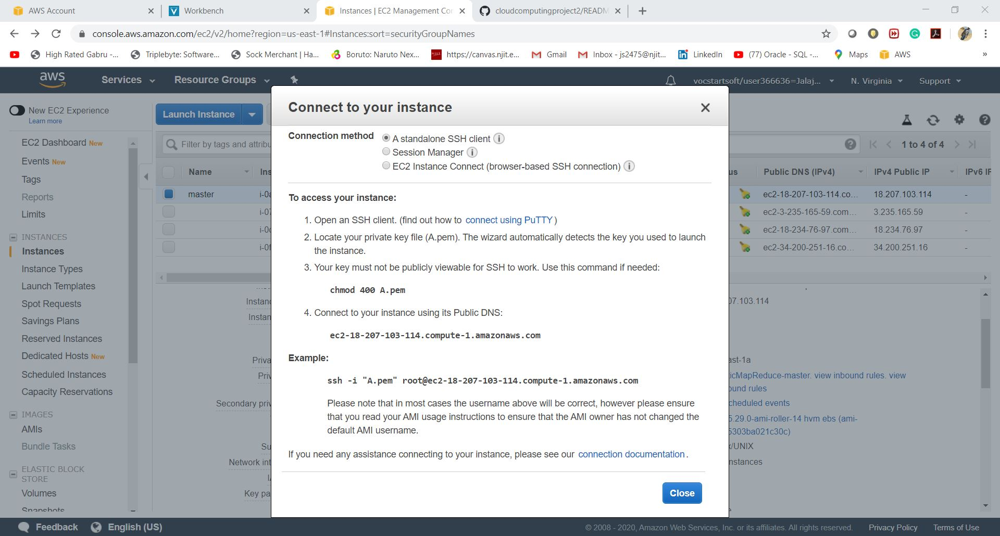 AWS Account
Workbench
Instances | EC2 Management Con
cloudcomputingproject2/READM
console.aws.amazon.com/ec2/v2/home?region=us-east-1#Instances:sort=securityGroupNames
High Rated Gabru -...
Triplebyte: Software...
Sock Merchant | Ha...
Boruto: Naruto Nex...
https://canvas.njit.e...
Gmail
Inbox - js2475@njit...
LinkedIn
(77) Oracle - SQL -...
Maps
AWS
»
aws
Services
Resource Groups
vocstartsoft/user366636=Jalaj...
N. Virginia
Support
New EC2 Experience
Learn more
EC2 Dashboard New
Events New
Tags
Reports
Limits
INSTANCES
Instances
Instance Types
Launch Templates
Spot Requests
Savings Plans
Reserved Instances
Dedicated Hosts New
Scheduled Instances
Capacity Reservations
IMAGES
AMIs
Bundle Tasks
ELASTIC BLOCK
STORE
Volumes
Snapshots
Launch Instance
Filter by tags and attribu
1 to 4 of 4
Name
Ins
us
Public DNS (IPv4)
IPv4 Public IP
IPv6 IP
master
i-0a
ec2-18-207-103-114.co...
18.207.103.114
-
i-07
ec2-3-235-165-59.com...
3.235.165.59
-
i-0c
ec2-18-234-76-97.com...
18.234.76.97
-
i-0f
ec2-34-200-251-16.co...
34.200.251.16
-
Instanc
07.103.114
Instan
Priva
ast-1a
Priv
ticMapReduce-master. view inbound rules. view
ound rules
Secondary priv
cheduled events
5.29.0-ami-roller-14 hvm ebs (ami-
5303ba021c30c)
Su
x/UNIX
Network int
nstances
IA
Key pa
Connect to your instance
Connection method
A standalone SSH client
Session Manager
EC2 Instance Connect (browser-based SSH connection)
To access your instance:
1. Open an SSH client. (find out how to connect using PuTTY)
2. Locate your private key file (A.pem). The wizard automatically detects the key you used to launch
the instance.
3. Your key must not be publicly viewable for SSH to work. Use this command if needed:
chmod 400 A.pem
4. Connect to your instance using its Public DNS:
ec2-18-207-103-114.compute-1.amazonaws.com
Example:
ssh -i "A.pem" root@ec2-18-207-103-114.compute-1.amazonaws.com
Please note that in most cases the username above will be correct, however please ensure
that you read your AMI usage instructions to ensure that the AMI owner has not changed the
default AMI username.
If you need any assistance connecting to your instance, please see our connection documentation.
Close
Feedback
English (US)
© 2008 - 2020, Amazon Web Services, Inc. or its affiliates. All rights reserved.
Privacy Policy
Terms of Use